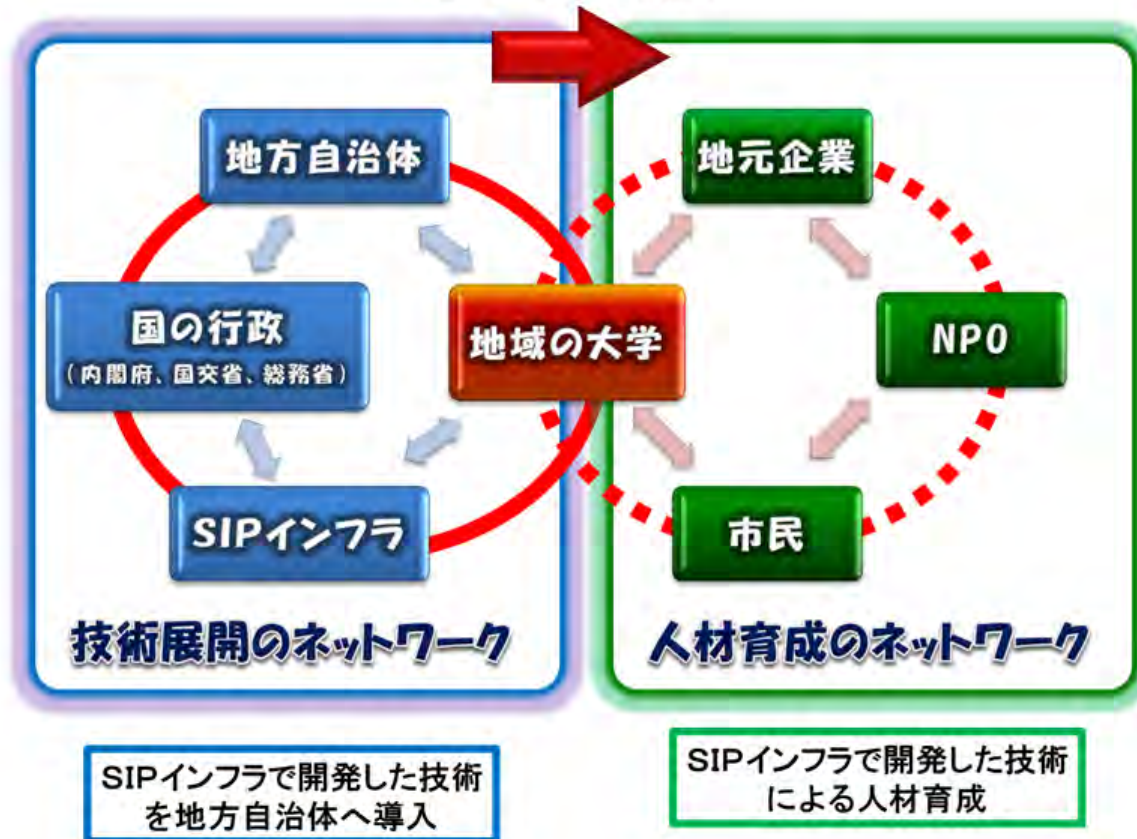 地方自治体
地元企業
国の行政
(内閣府、国交省、総務省)
地域の大学
NPO
SIPインフラ
市民
技術展開のネットワーク
人材育成のネットワーク
SIPインフラで開発した技術
を地方自治体へ導入
SIPインフラで開発した技術
による人材育成